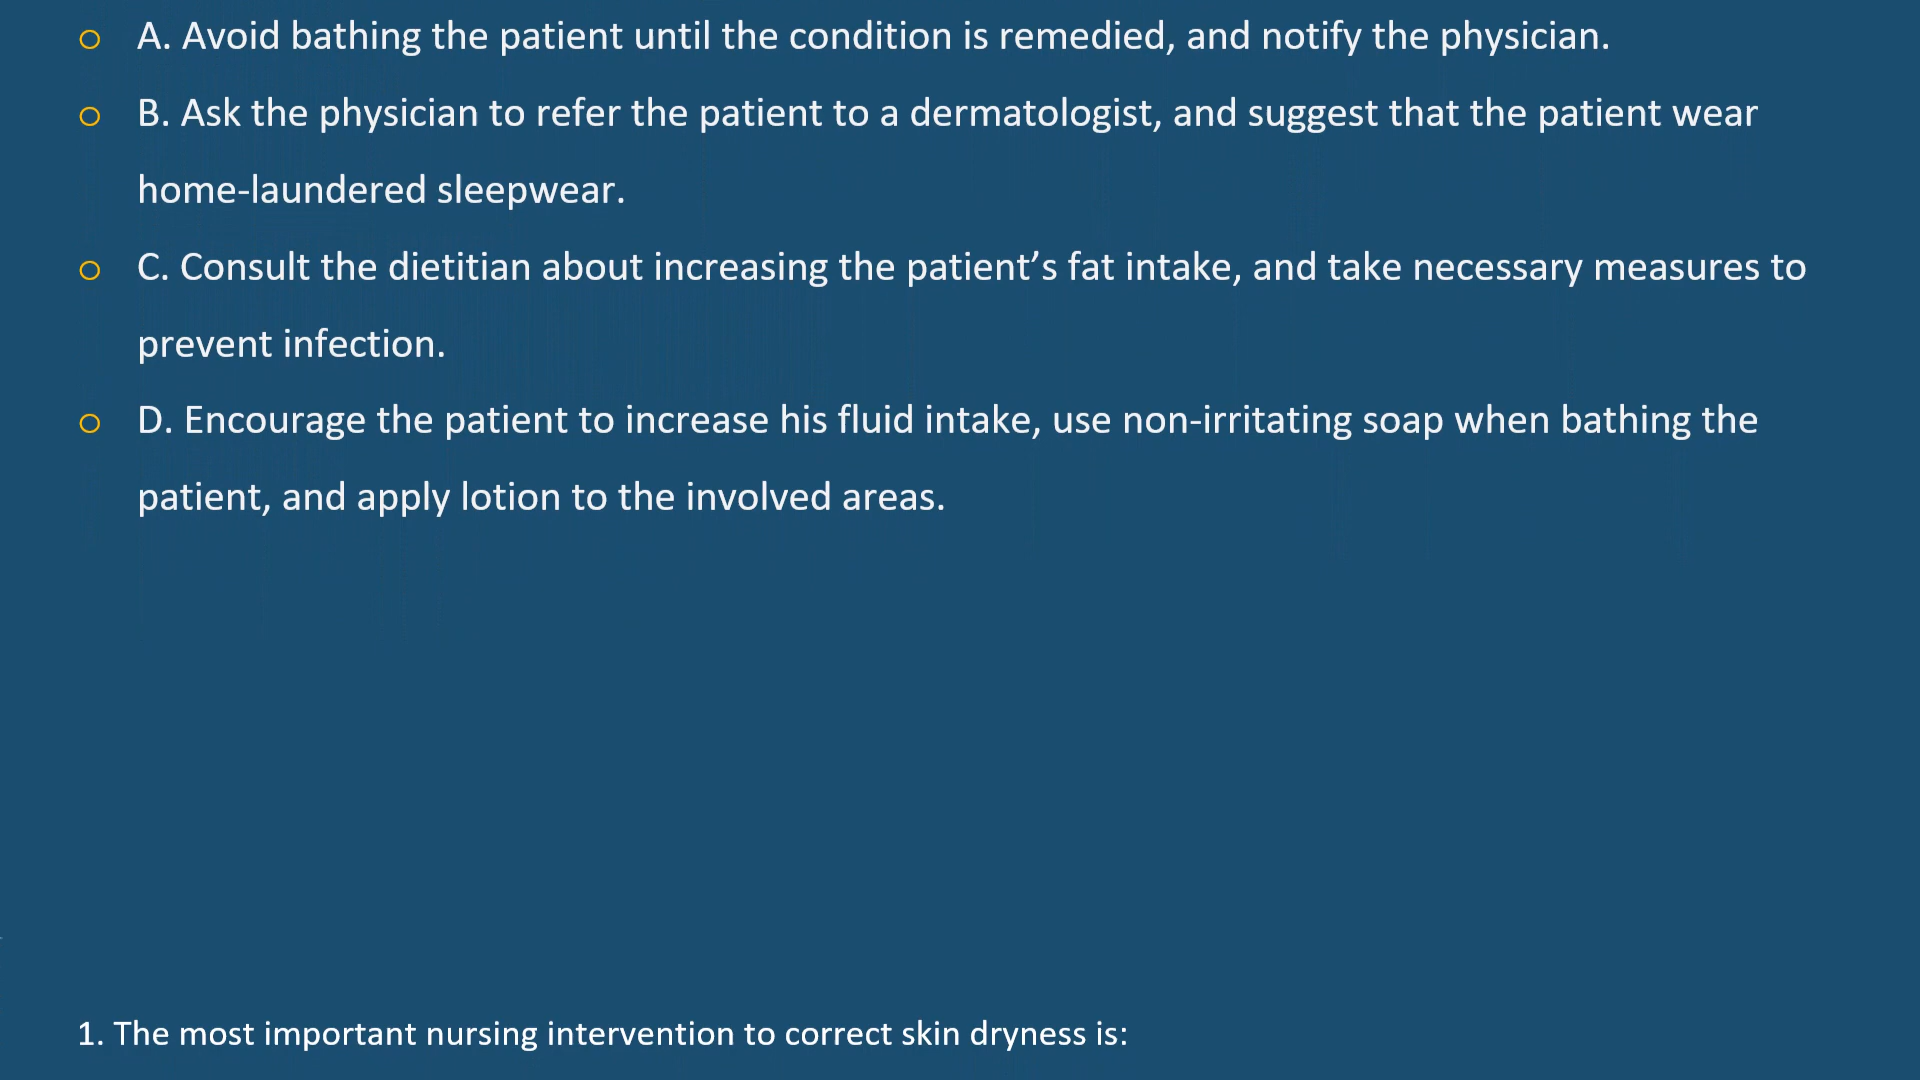 A. Avoid bathing the patient until the condition is remedied, and notify the physician.
B. Ask the physician to refer the patient to a dermatologist, and suggest that the patient wear
home-laundered sleepwear.
C. Consult the dietitian about increasing the patient’s fat intake, and take necessary measures to
prevent infection.
D. Encourage the patient to increase his fluid intake, use non-irritating soap when bathing the
patient, and apply lotion to the involved areas.
1. The most important nursing intervention to correct skin dryness is: